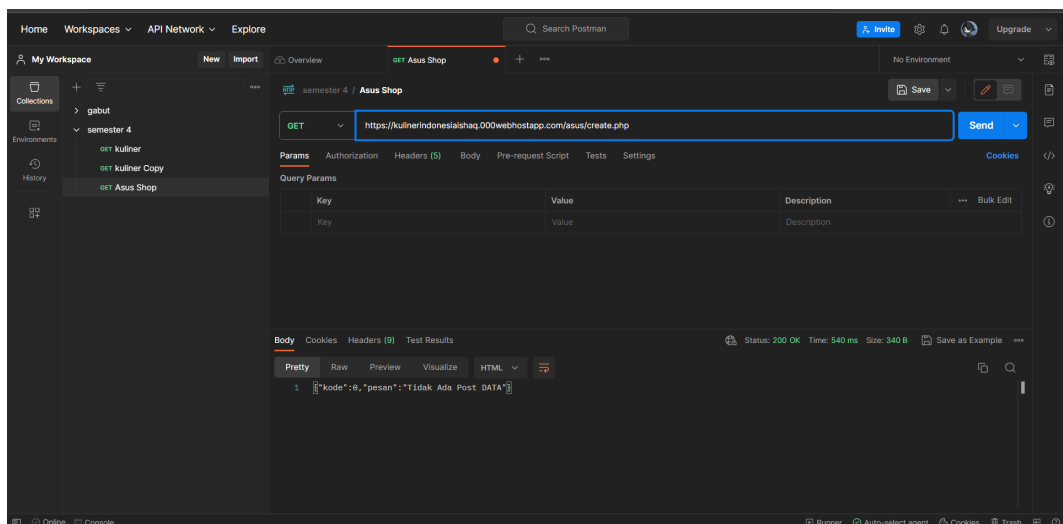 Home Workspaces API Network Explore Search Postman Invite Upgrade
My Workspace New Import Overview GET Asus Shop No Environment
Collections
Environments
History
gabut
semester 4
GET kuliner
GET kuliner Copy
GET Asus Shop
HTTP semester 4 / Asus Shop Save
GET https://kulinerindonesiaishaq.000webhostapp.com/asus/create.php Send
Params Authorization Headers (5) Body Pre-request Script Tests Settings Cookies
Query Params
Key Value Description Bulk Edit
Key Value Description
Body Cookies Headers (9) Test Results Status: 200 OK Time: 540 ms Size: 340 B Save as Example
Pretty Raw Preview Visualize HTML
1 {"kode":0,"pesan":"Tidak Ada Post DATA"}
Online Console Runner Auto-select agent Cookies Trash